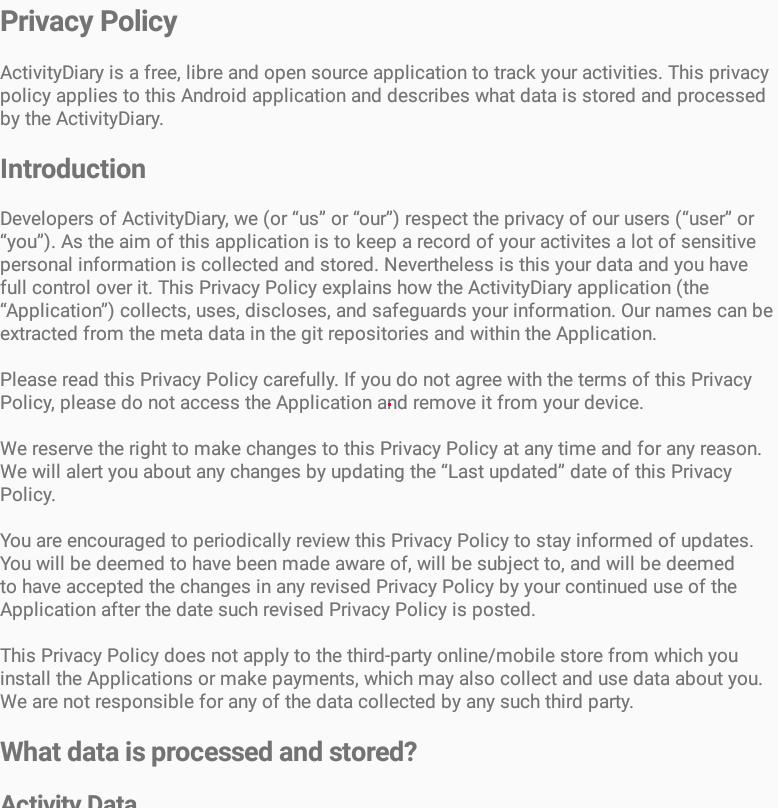 Privacy Policy
ActivityDiary is a free, libre and open source application to track your activities. This privacy
policy applies to this Android application and describes what data is stored and processed
by the ActivityDiary.
Introduction
Developers of ActivityDiary, we (or “us” or “our”) respect the privacy of our users (“user” or
“you”). As the aim of this application is to keep a record of your activites a lot of sensitive
personal information is collected and stored. Nevertheless is this your data and you have
full control over it. This Privacy Policy explains how the ActivityDiary application (the
“Application”) collects, uses, discloses, and safeguards your information. Our names can be
extracted from the meta data in the git repositories and within the Application.
Please read this Privacy Policy carefully. If you do not agree with the terms of this Privacy
Policy, please do not access the Application and remove it from your device.
We reserve the right to make changes to this Privacy Policy at any time and for any reason.
We will alert you about any changes by updating the “Last updated” date of this Privacy
Policy.
You are encouraged to periodically review this Privacy Policy to stay informed of updates.
You will be deemed to have been made aware of, will be subject to, and will be deemed
to have accepted the changes in any revised Privacy Policy by your continued use of the
Application after the date such revised Privacy Policy is posted.
This Privacy Policy does not apply to the third-party online/mobile store from which you
install the Applications or make payments, which may also collect and use data about you.
We are not responsible for any of the data collected by any such third party.
What data is processed and stored?
Activity Data